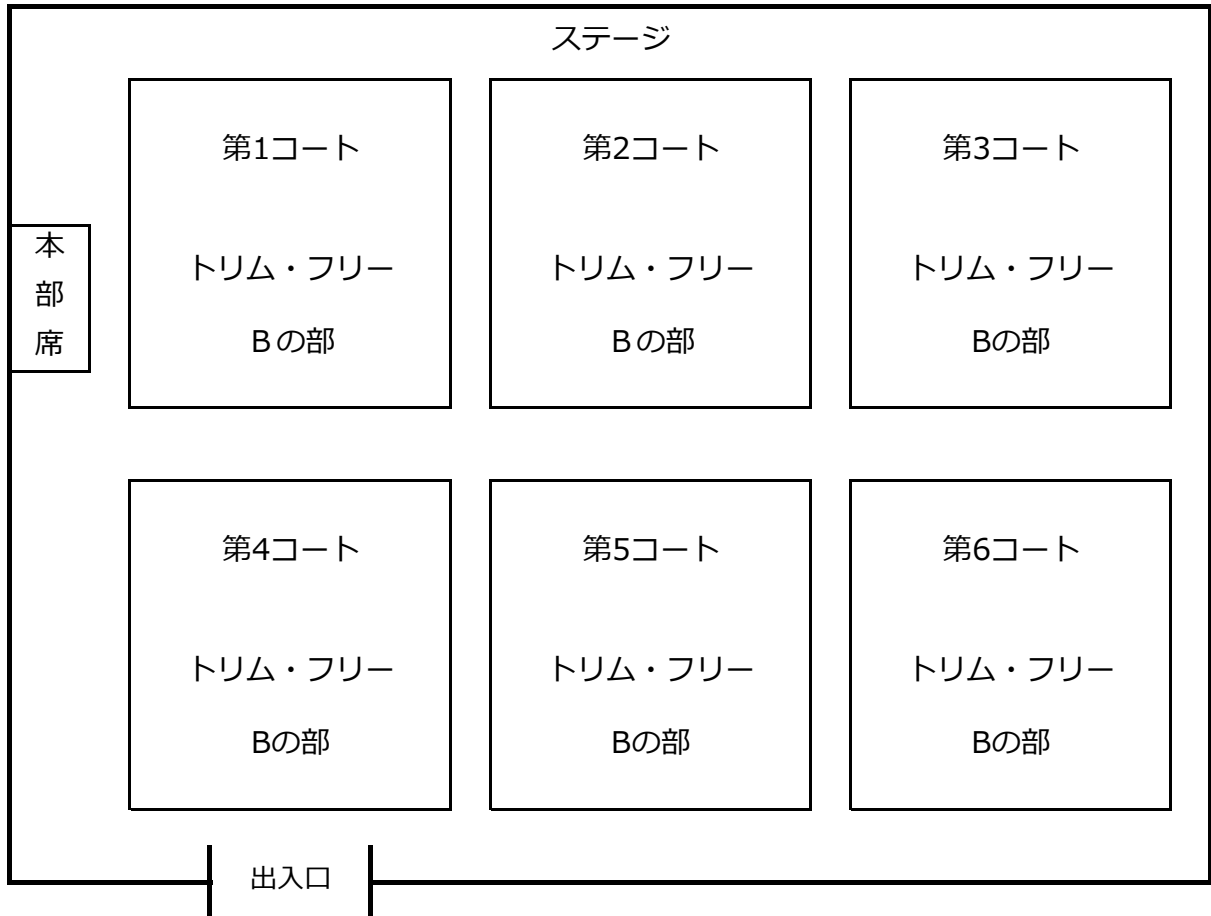 ステージ
第1コート
トリム・フリー
Ｂの部
第2コート
トリム・フリー
Ｂの部
第3コート
トリム・フリー
Bの部
本
部
席
第4コート
トリム・フリー
Bの部
第5コート
トリム・フリー
Bの部
第6コート
トリム・フリー
Bの部
出入口